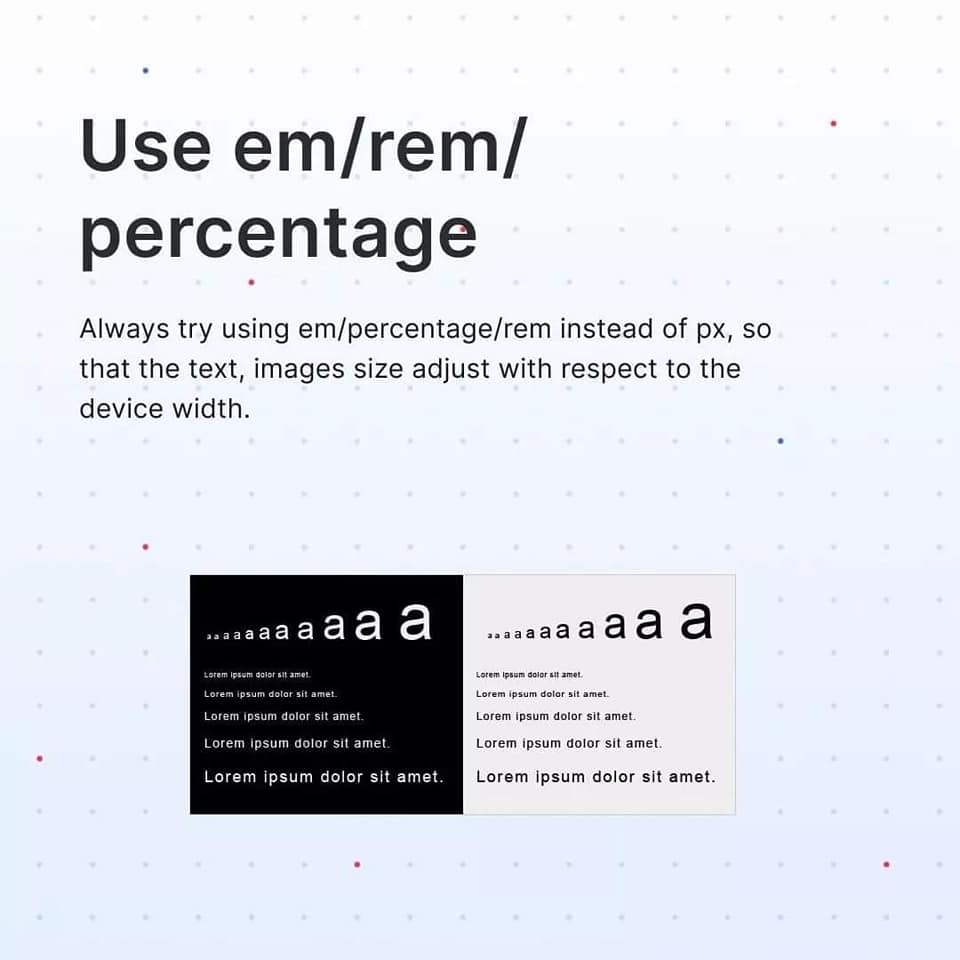 Use em/rem/
percentage
Always try using em/percentage/rem instead of px, so
that the text, images size adjust with respect to the
device width.
a a a a a a a a a a a
Lorem ipsum dolor sit amet.
Lorem ipsum dolor sit amet.
Lorem ipsum dolor sit amet.
Lorem ipsum dolor sit amet.
Lorem ipsum dolor sit amet.
a a a a a a a a a a a
Lorem ipsum dolor sit amet.
Lorem ipsum dolor sit amet.
Lorem ipsum dolor sit amet.
Lorem ipsum dolor sit amet.
Lorem ipsum dolor sit amet.